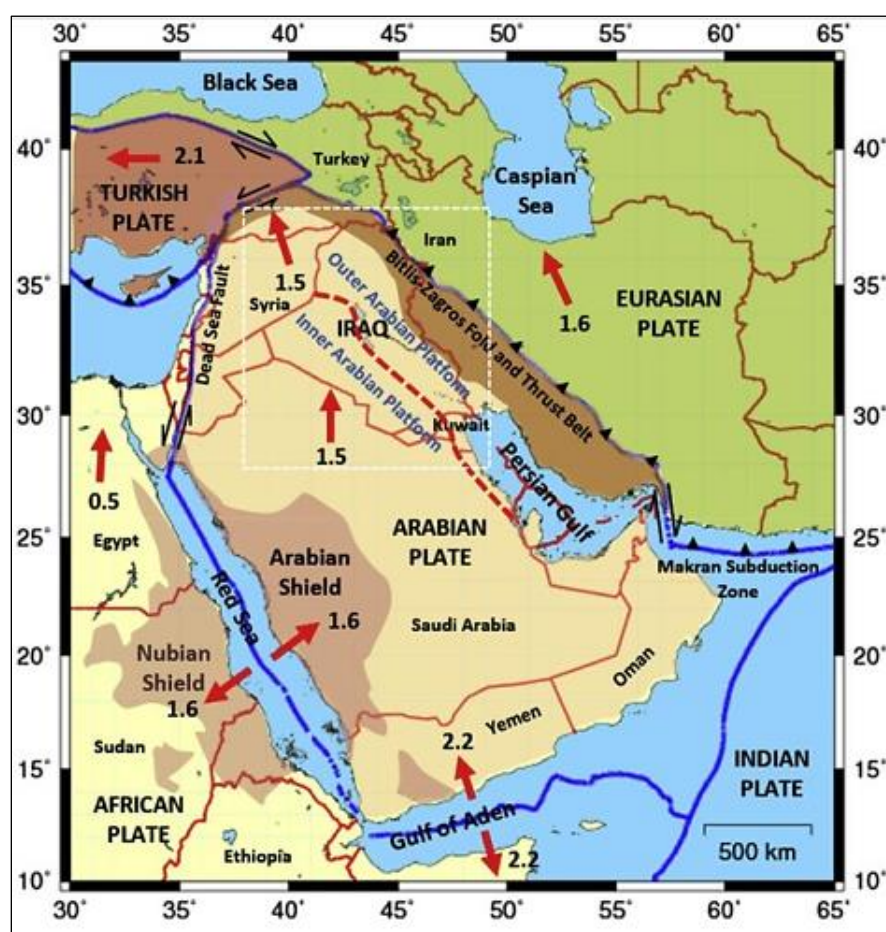 30° 35° 40° 45° 50° 55° 60° 65°
Black Sea
40°
40°
Turkey
Caspian
Sea
2.1
TURKISH
PLATE
Iran
35°
35°
1.5
Syria
Outer Arabian Platform
Bitlis-Zagros Fold and Thrust Belt
EURASIAN
PLATE
1.6
Dead Sea Fault
IRAQ
Inner Arabian Platform
30°
30°
Kuwait
1.5
0.5
Persian Gulf
25°
25°
Egypt
ARABIAN
PLATE
Makran Subduction
Zone
Arabian
Shield
Red Sea
1.6
Saudi Arabia
20°
20°
Nubian
Shield
Oman
1.6
Yemen
Sudan
2.2
15°
15°
INDIAN
PLATE
AFRICAN
PLATE
Gulf of Aden
Ethiopia
2.2
500 km
10°
10°
30° 35° 40° 45° 50° 55° 60° 65°